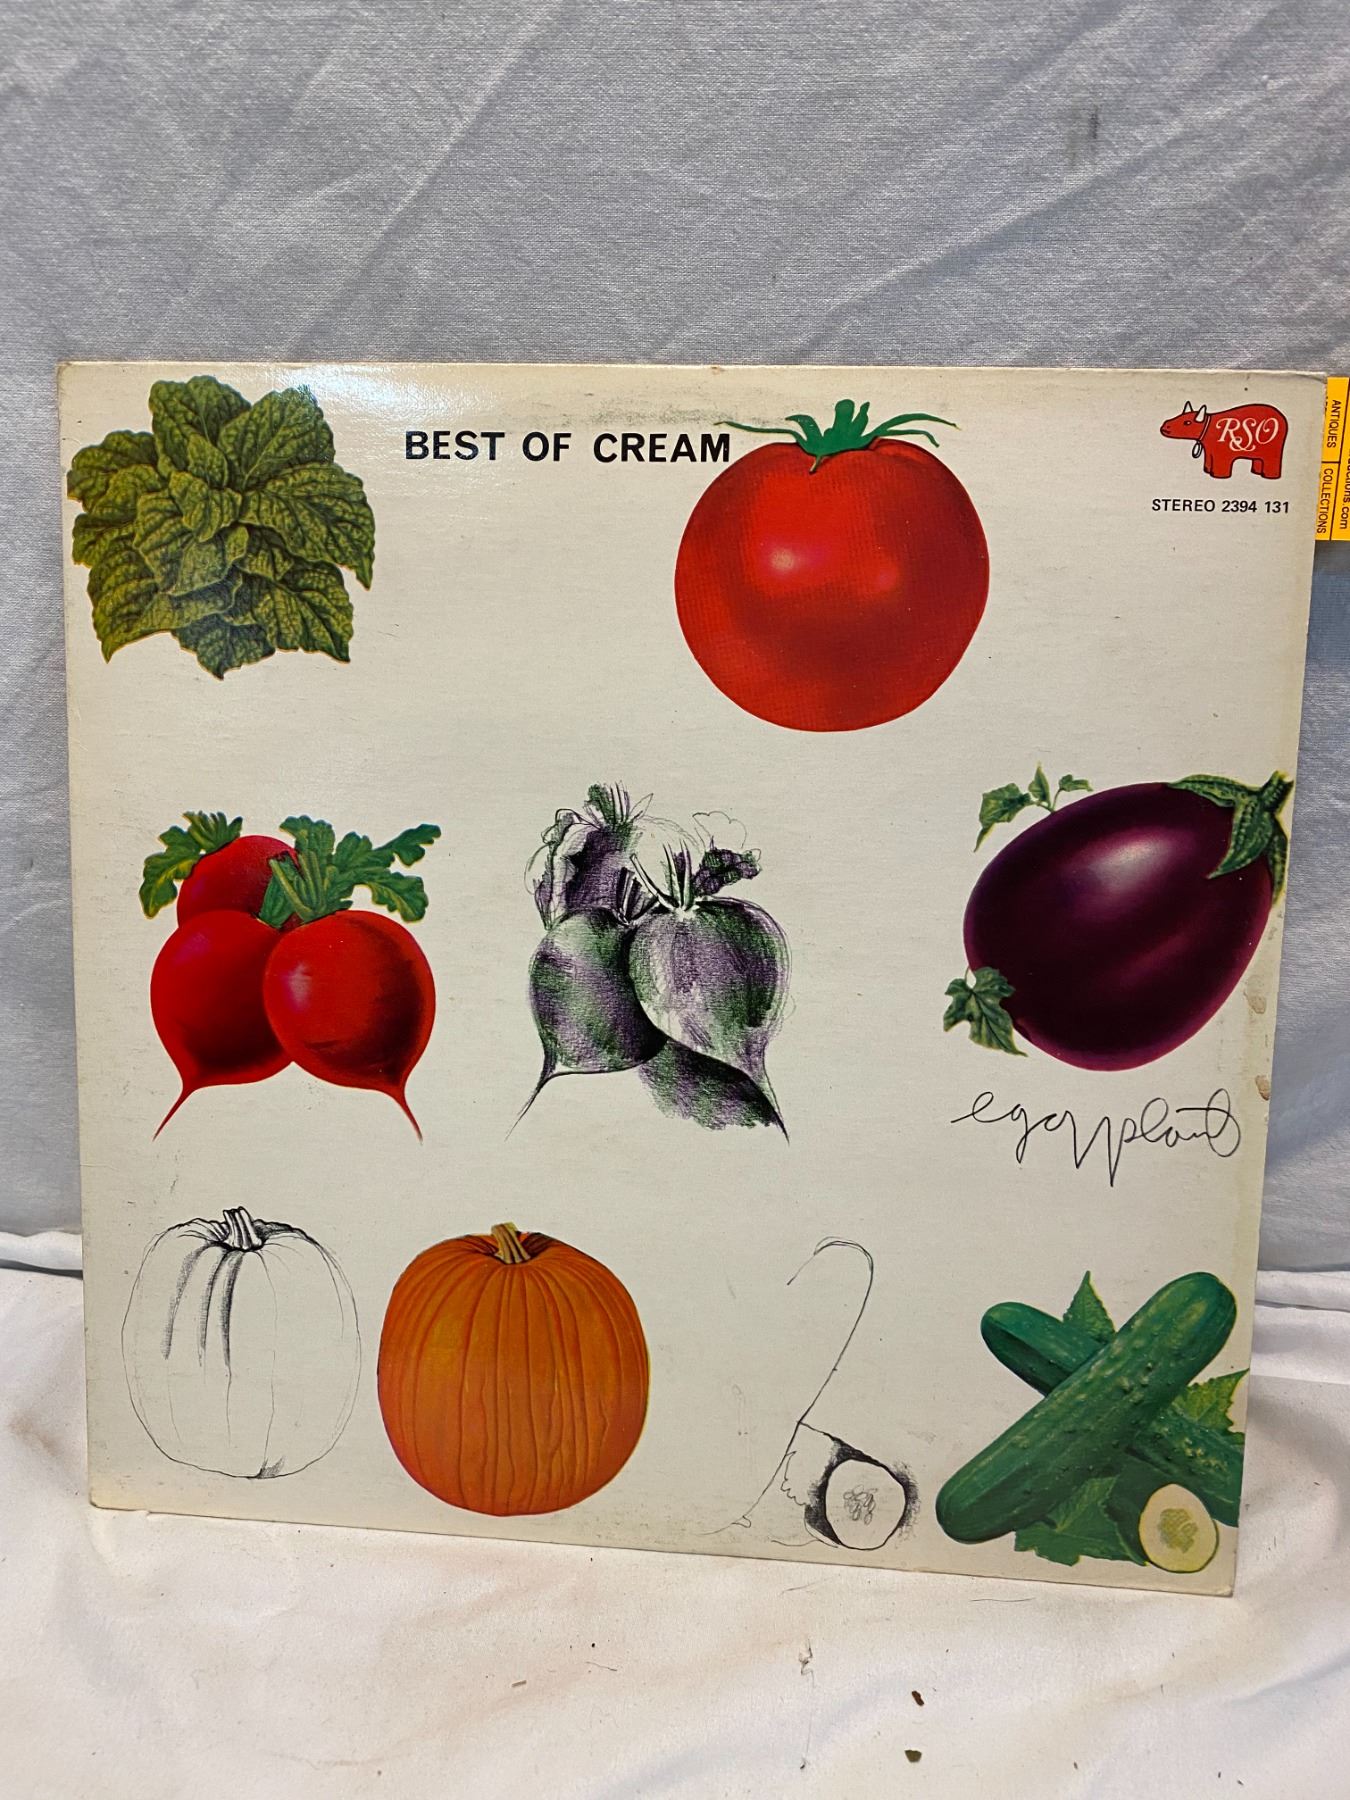 BEST OF CREAM
RSO
STEREO 2394 131
ANTIQUES
COLLECTIONS
eggplant